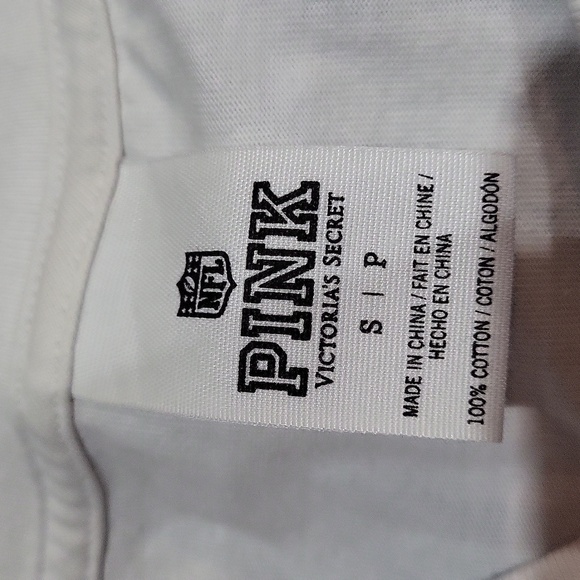 NFL
PINK
VICTORIA'S SECRET
S | P
MADE IN CHINA / FAIT EN CHINE /
HECHO EN CHINA
100% COTTON / COTON / ALGODÓN